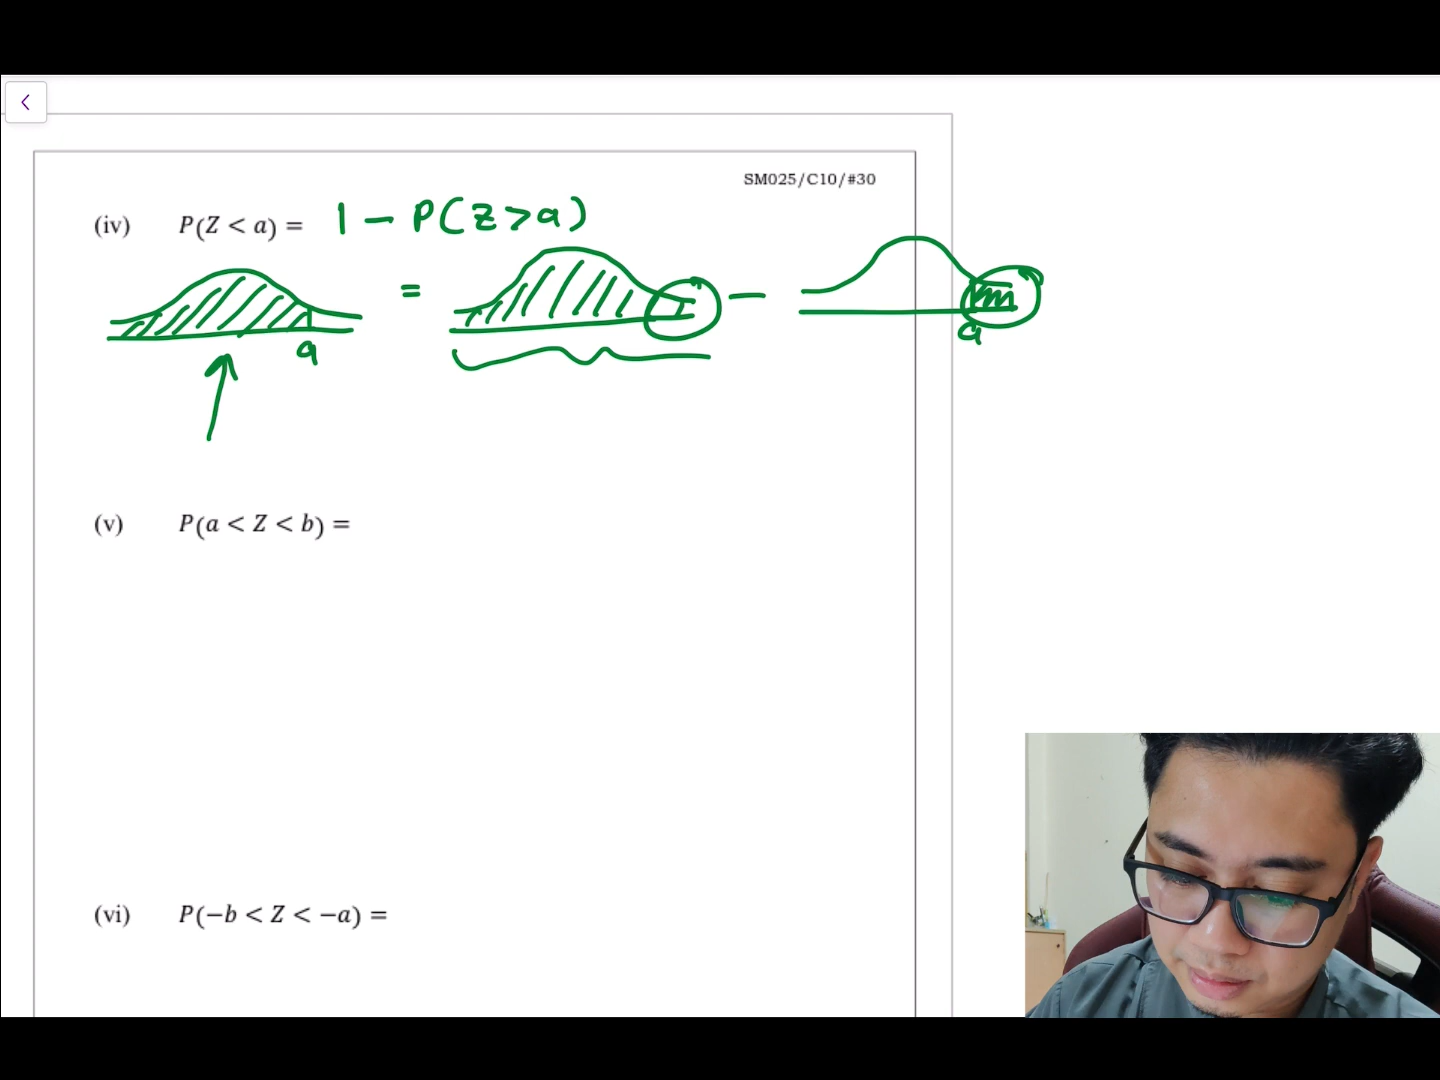 SM025/C10/#30
(iv) P(Z < a) = 1 − P(Z > a)
= −
a a
(v) P(a < Z < b) =
(vi) P(−b < Z < −a) =